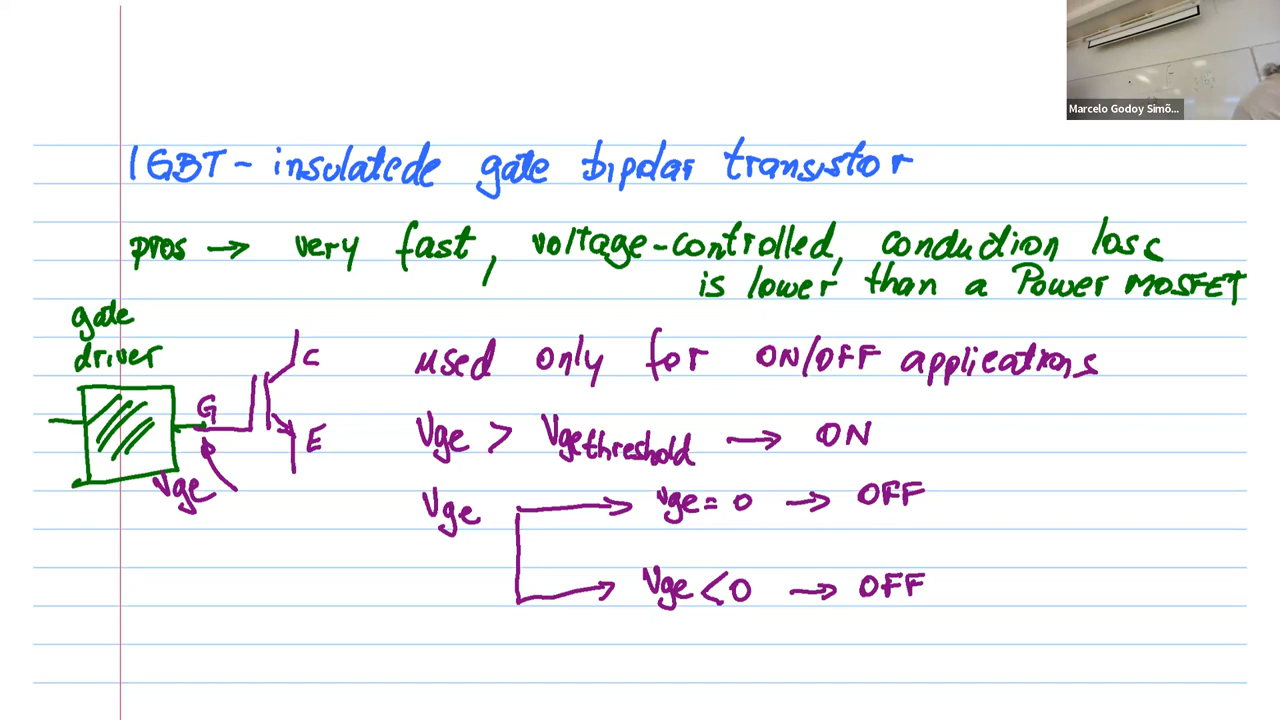 Marcelo Godoy Simõ...
IGBT - insulatede gate bipolar transistor
pros → very fast, voltage-controlled, conduction loss
is lower than a Power MOSFET
gate
driver
G
C
E
Vge
used only for ON/OFF applications
Vge > Vgethreshold → ON
Vge → Vge = 0 → OFF
→ Vge < 0 → OFF